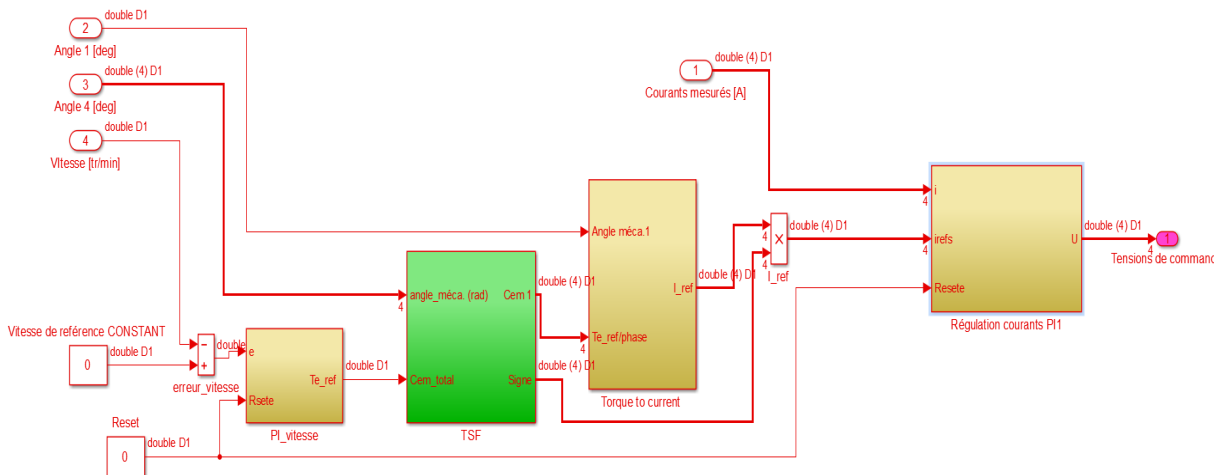 double D1
2
Angle 1 [deg]
double (4) D1
3
Angle 4 [deg]
double D1
4
VItesse [tr/min]
double (4) D1
1
Courants mesurés [A]
Angle méca.1
I_ref
Te_ref/phase
4
Torque to current
double (4) D1
4
4
X
I_ref
double (4) D1
i
4
irefs
4
U
Resete
Régulation courants PI1
double (4) D1
1
4
Tensions de commanc
angle_méca. (rad)
4
Cem 1
Cem_total
Signe
TSF
double (4) D1
double (4) D1
Vitesse de reférence CONSTANT
0
double D1
−
+
double
erreur_vitesse
e
Te_ref
Rsete
PI_vitesse
double D1
Reset
0
double D1